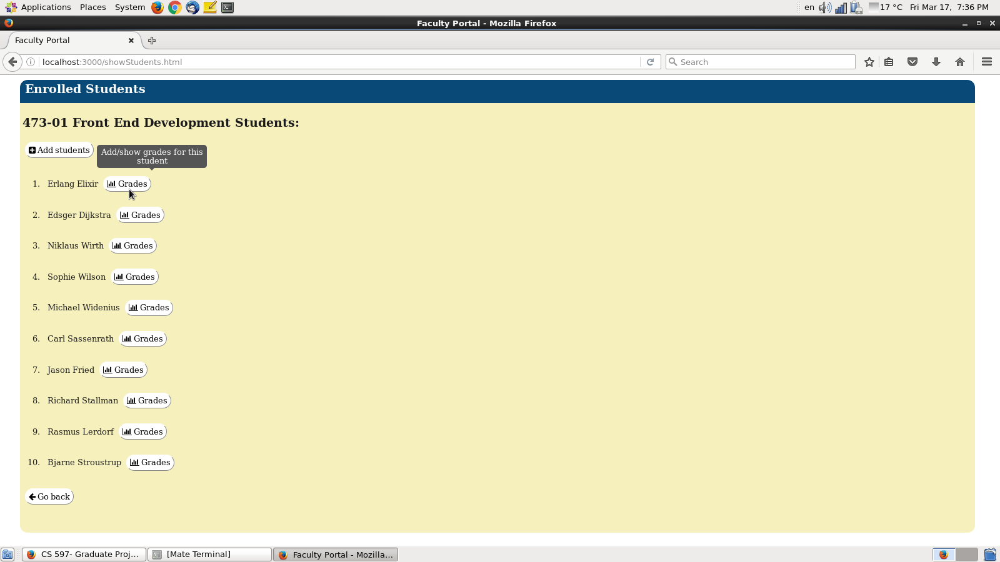 Applications Places System en 17 °C Fri Mar 17, 7:36 PM
Faculty Portal - Mozilla Firefox
Faculty Portal
localhost:3000/showStudents.html Search
Enrolled Students
473-01 Front End Development Students:
Add students
Add/show grades for this
student
1. Erlang Elixir Grades
2. Edsger Dijkstra Grades
3. Niklaus Wirth Grades
4. Sophie Wilson Grades
5. Michael Widenius Grades
6. Carl Sassenrath Grades
7. Jason Fried Grades
8. Richard Stallman Grades
9. Rasmus Lerdorf Grades
10. Bjarne Stroustrup Grades
Go back
CS 597- Graduate Proj... [Mate Terminal] Faculty Portal - Mozilla...